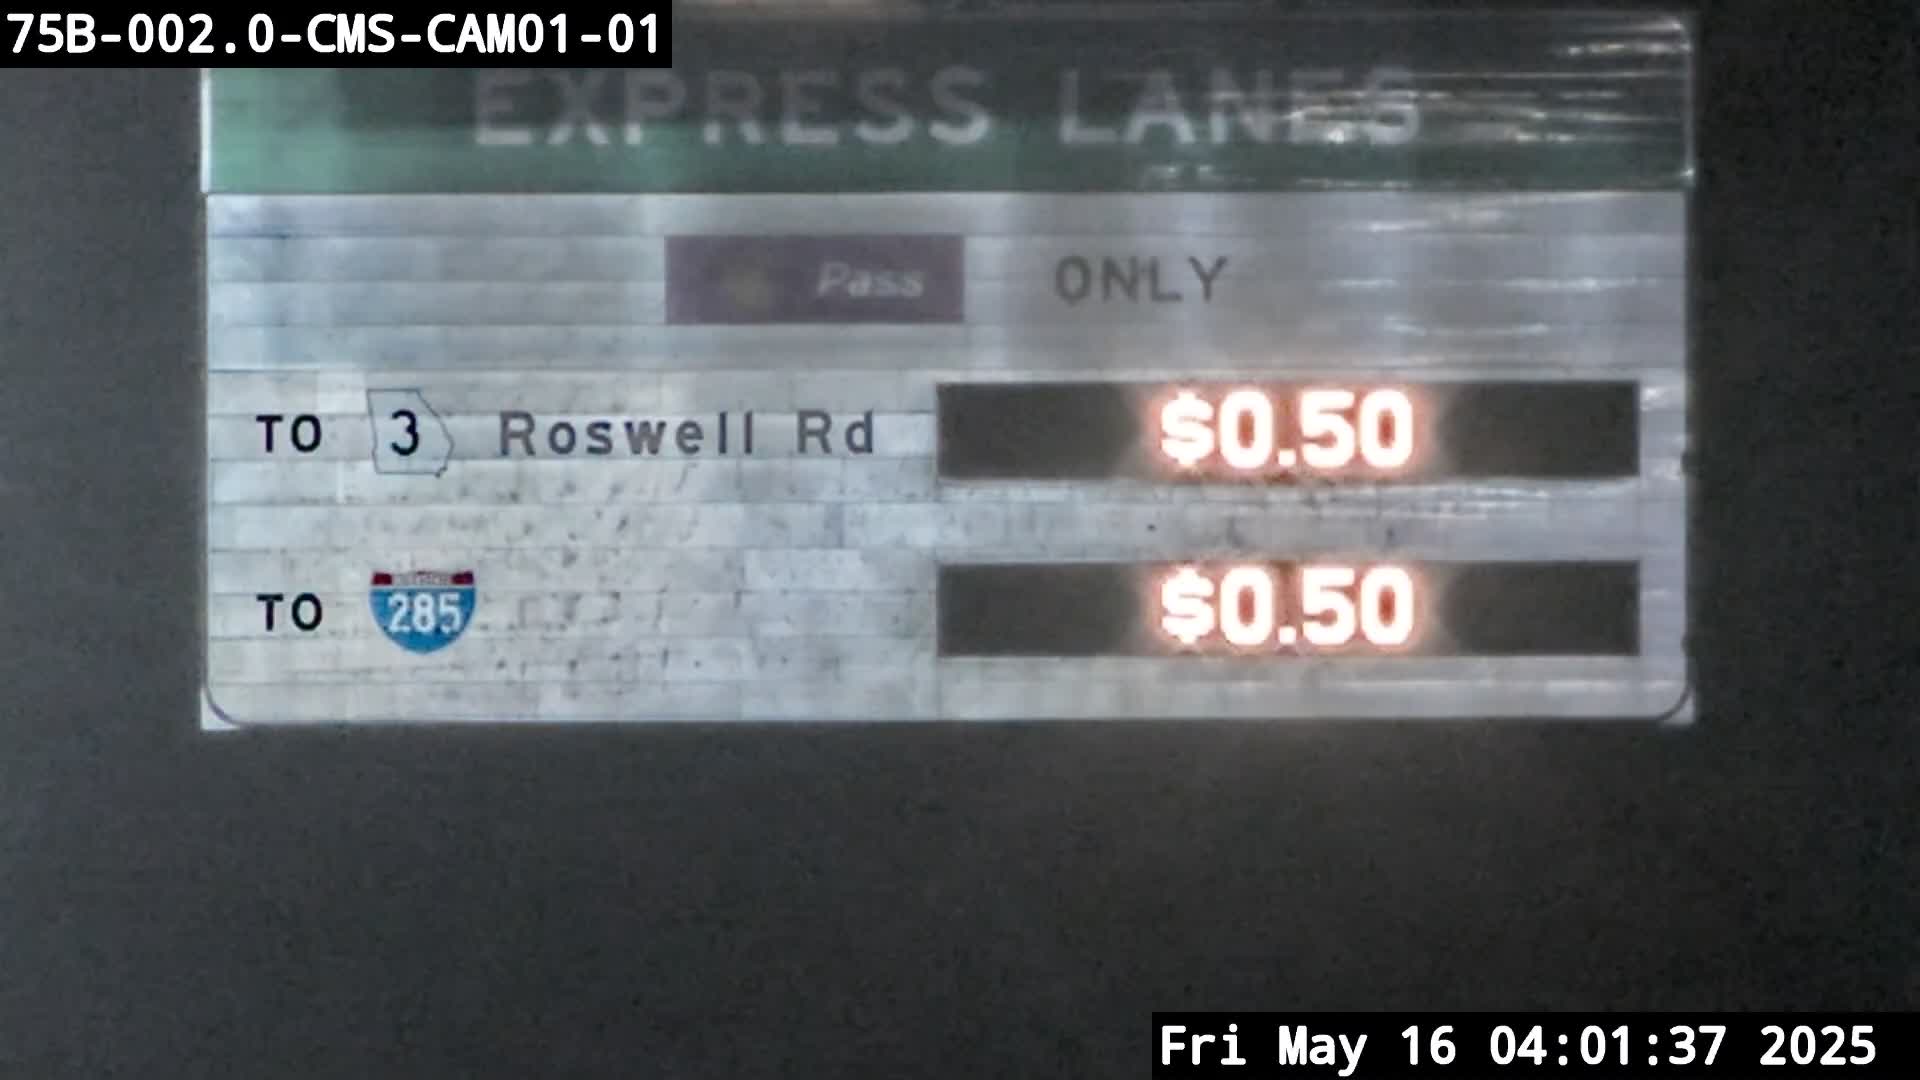 75B-002.0-CMS-CAM01-01
EXPRESS LANES
Pass ONLY
TO 3 Roswell Rd $0.50
TO 285 $0.50
Fri May 16 04:01:37 2025